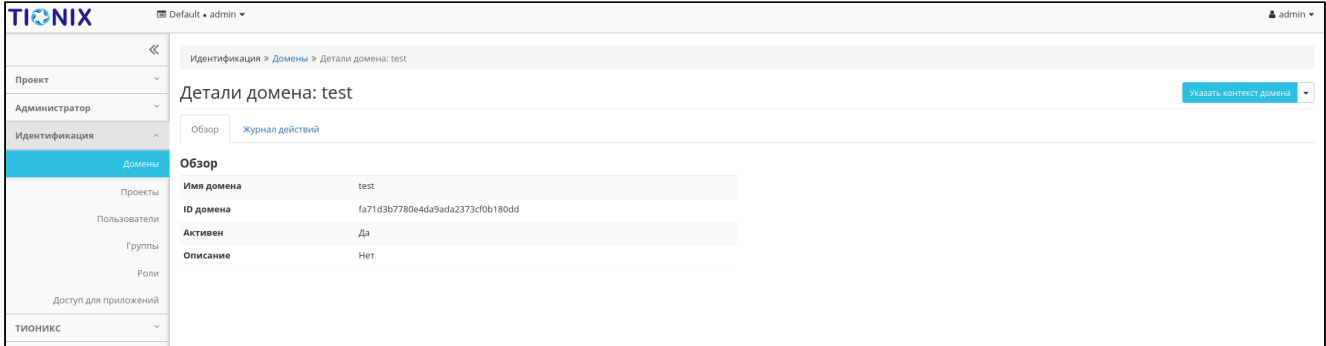 TIONIX
Default • admin
admin
Идентификация » Домены » Детали домена: test
Проект
Администратор
Идентификация
Домены
Проекты
Пользователи
Группы
Роли
Доступ для приложений
ТИОНИКС
Детали домена: test
Указать контекст домена
Обзор Журнал действий
Обзор
Имя домена test
ID домена fa71d3b7780e4da9ada2373cf0b180dd
Активен Да
Описание Нет